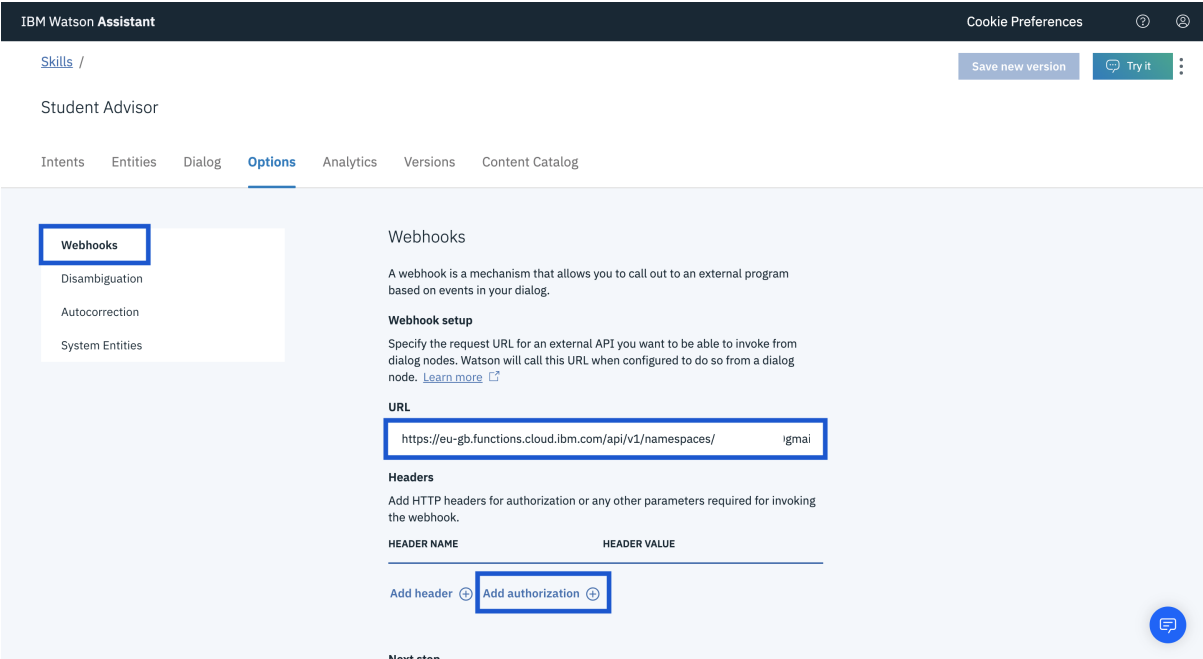 IBM Watson Assistant
Cookie Preferences
Skills /
Save new version
Try it
Student Advisor
Intents Entities Dialog Options Analytics Versions Content Catalog
Webhooks
Disambiguation
Autocorrection
System Entities
Webhooks
A webhook is a mechanism that allows you to call out to an external program
based on events in your dialog.
Webhook setup
Specify the request URL for an external API you want to be able to invoke from
dialog nodes. Watson will call this URL when configured to do so from a dialog
node. Learn more
URL
https://eu-gb.functions.cloud.ibm.com/api/v1/namespaces/ gmai
Headers
Add HTTP headers for authorization or any other parameters required for invoking
the webhook.
HEADER NAME HEADER VALUE
Add header Add authorization
Next step